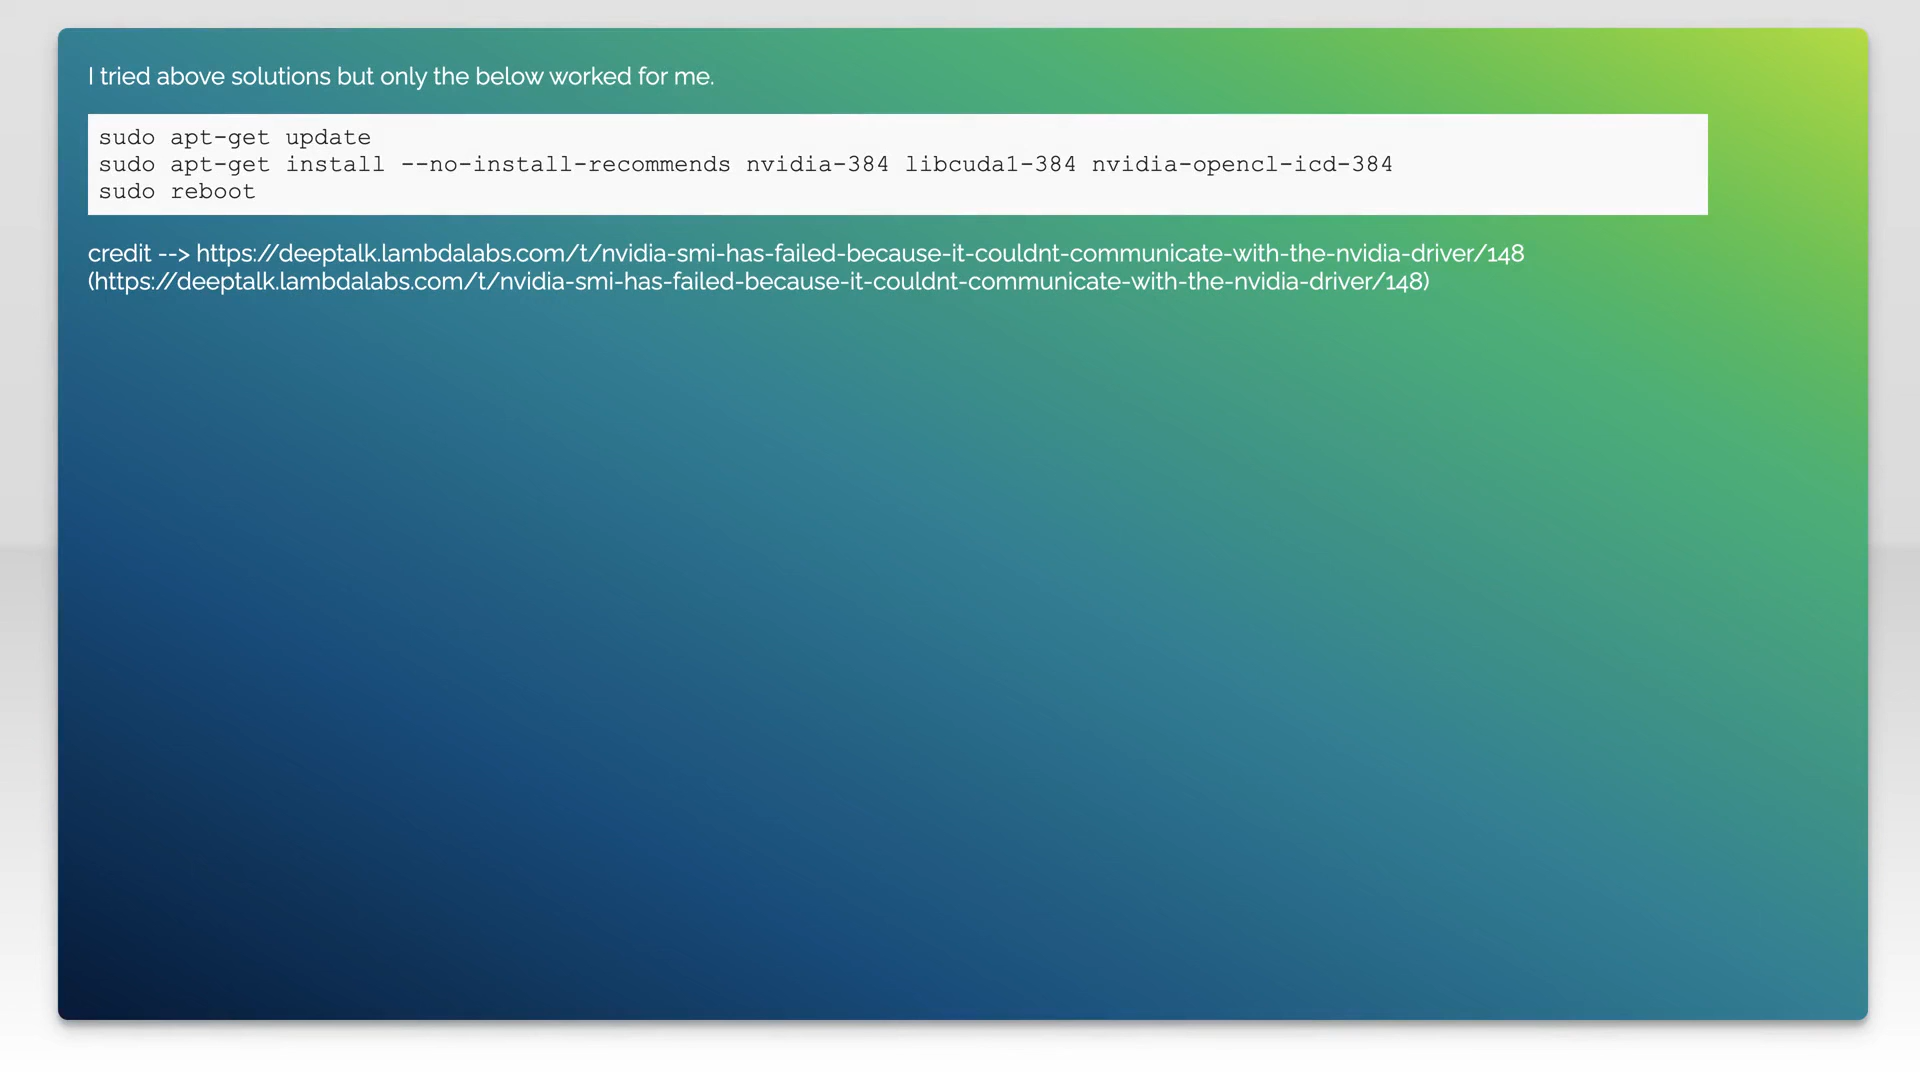 I tried above solutions but only the below worked for me.
sudo apt-get update
sudo apt-get install --no-install-recommends nvidia-384 libcuda1-384 nvidia-opencl-icd-384
sudo reboot
credit --> https://deeptalk.lambdalabs.com/t/nvidia-smi-has-failed-because-it-couldnt-communicate-with-the-nvidia-driver/148
(https://deeptalk.lambdalabs.com/t/nvidia-smi-has-failed-because-it-couldnt-communicate-with-the-nvidia-driver/148)